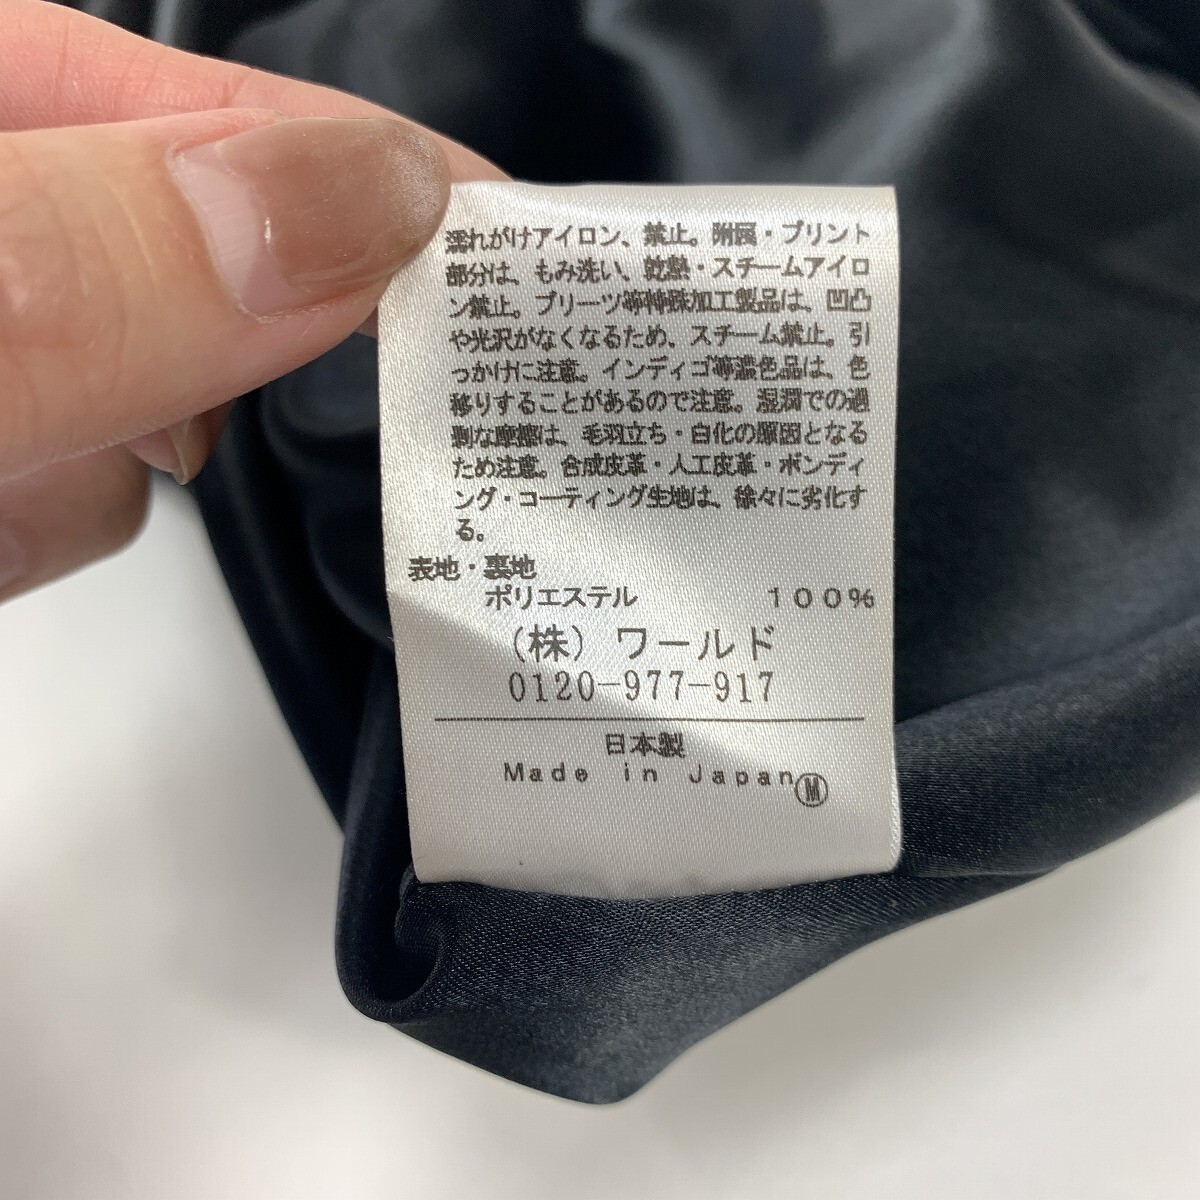 濡れがけアイロン、禁止。附属・プリント
部分は、もみ洗い、乾熱・スチームアイロ
ン禁止。プリーツ等特殊加工製品は、凹凸
や光沢がなくなるため、スチーム禁止。引
っかけに注意。インディゴ等濃色品は、色
移りすることがあるので注意。湿潤での過
剰な摩擦は、毛羽立ち・白化の原因となる
ため注意。合成皮革・人工皮革・ボンディ
ング・コーティング生地は、徐々に劣化す
る。
表地・裏地
ポリエステル 100%
(株)ワールド
0120-977-917
日本製
Made in Japan Ⓜ